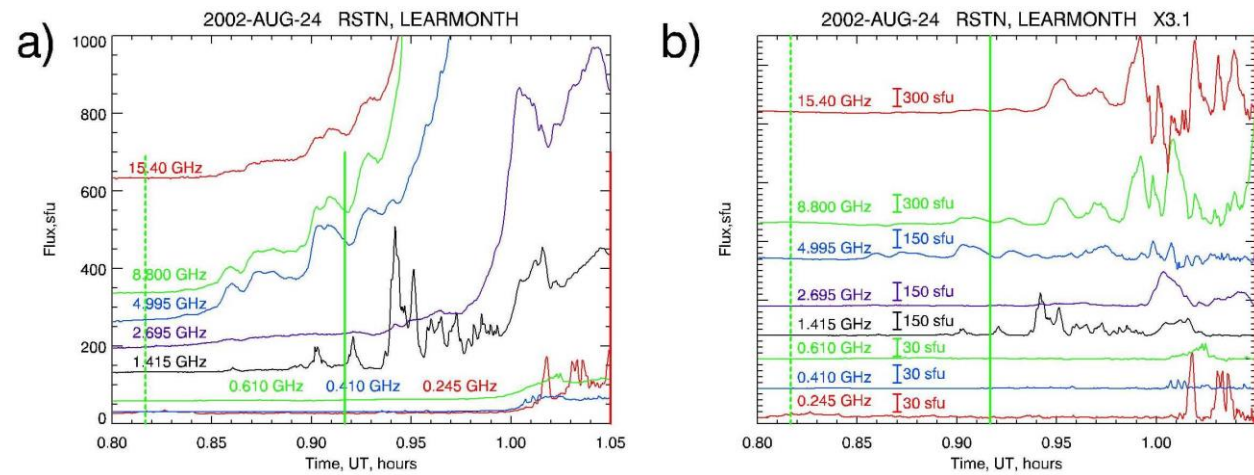 a)
2002-AUG-24 RSTN, LEARMONTH
1000
800
600
400
200
0
Flux,sfu
15.40 GHz
8.800 GHz
4.995 GHz
2.695 GHz
1.415 GHz
0.610 GHz 0.410 GHz 0.245 GHz
0.80 0.85 0.90 0.95 1.00 1.05
Time, UT, hours
b)
2002-AUG-24 RSTN, LEARMONTH X3.1
Flux,sfu
15.40 GHz 300 sfu
8.800 GHz 300 sfu
4.995 GHz 150 sfu
2.695 GHz 150 sfu
1.415 GHz 150 sfu
0.610 GHz 30 sfu
0.410 GHz 30 sfu
0.245 GHz 30 sfu
0.80 0.85 0.90 0.95 1.00
Time, UT, hours